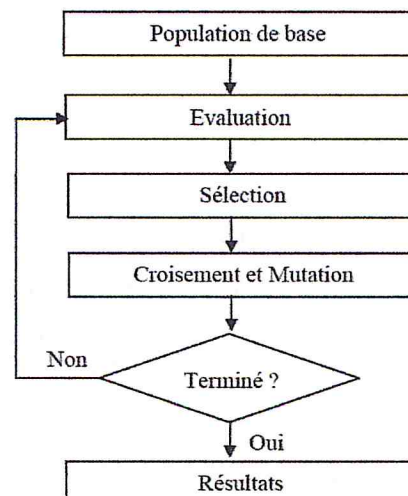 Population de base
Evaluation
Sélection
Croisement et Mutation
Non
Terminé ?
Oui
Résultats